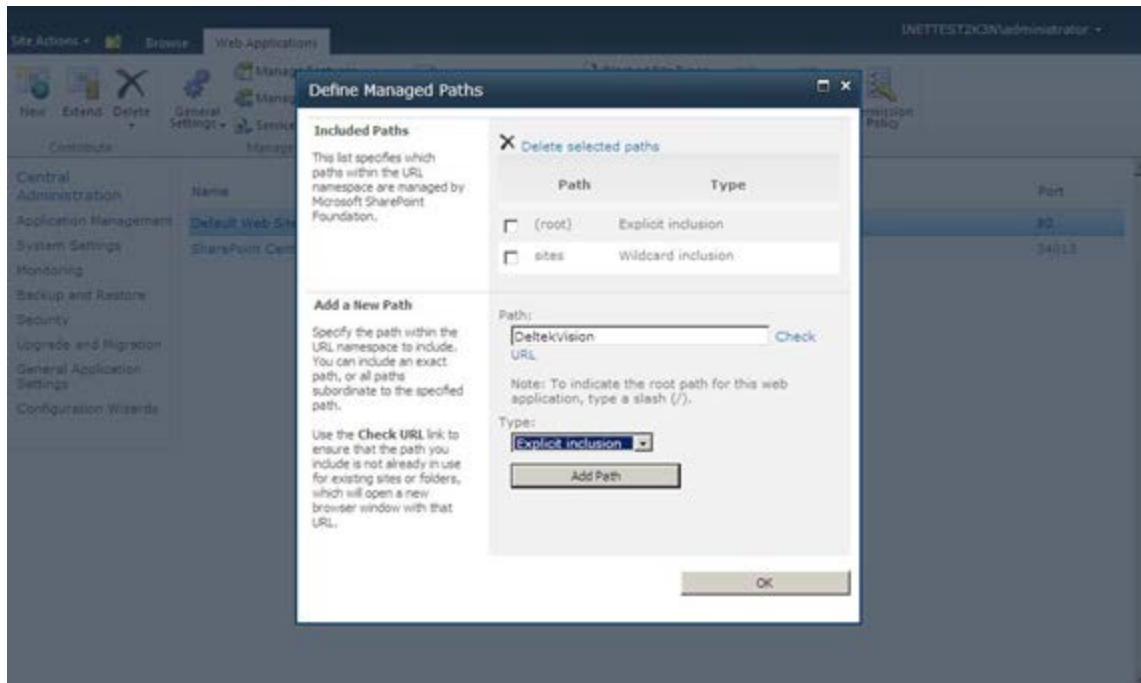 INETTEST2K3N\administrator
Site Actions
Browse
Web Applications
New
Extend
Delete
General
Settings
Contribute
Manage
Policy
Central
Administration
Application Management
System Settings
Monitoring
Backup and Restore
Security
Upgrade and Migration
General Application
Settings
Configuration Wizards
Name
Port
Default Web Site
80
SharePoint Cent
34013
Define Managed Paths
Included Paths
This list specifies which
paths within the URL
namespace are managed by
Microsoft SharePoint
Foundation.
Delete selected paths
Path Type
(root) Explicit inclusion
sites Wildcard inclusion
Add a New Path
Specify the path within the
URL namespace to include.
You can include an exact
path, or all paths
subordinate to the specified
path.
Use the Check URL link to
ensure that the path you
include is not already in use
for existing sites or folders,
which will open a new
browser window with that
URL.
Path:
DeltekVision Check
URL
Note: To indicate the root path for this web
application, type a slash (/).
Type:
Explicit inclusion
Add Path
OK